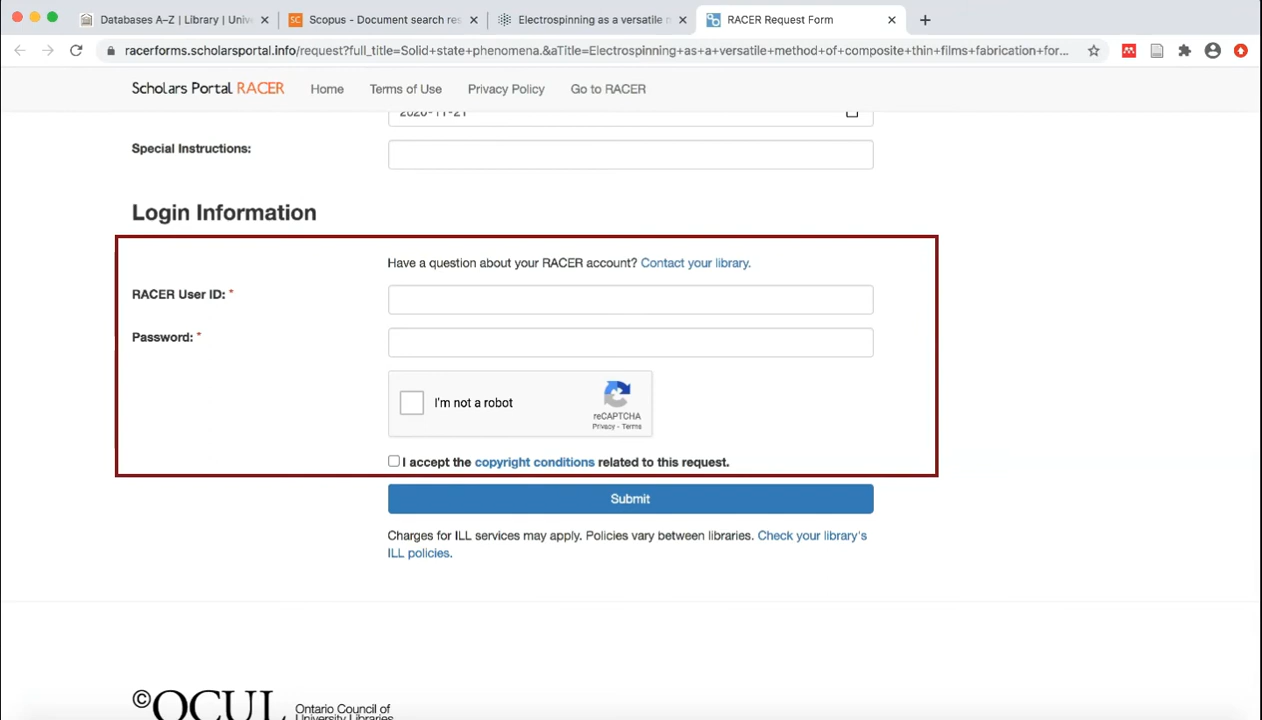 Databases A–Z | Library | Unive
Scopus - Document search res
Electrospinning as a versatile m
RACER Request Form
racerforms.scholarsportal.info/request?full_title=Solid+state+phenomena.&aTitle=Electrospinning+as+a+versatile+method+of+composite+thin+films+fabrication+for...
Scholars Portal RACER Home Terms of Use Privacy Policy Go to RACER
2020-11-21
Special Instructions:
Login Information
Have a question about your RACER account? Contact your library.
RACER User ID: *
Password: *
I'm not a robot
reCAPTCHA
Privacy - Terms
I accept the copyright conditions related to this request.
Submit
Charges for ILL services may apply. Policies vary between libraries. Check your library's
ILL policies.
©OCUL
Ontario Council of
University Libraries